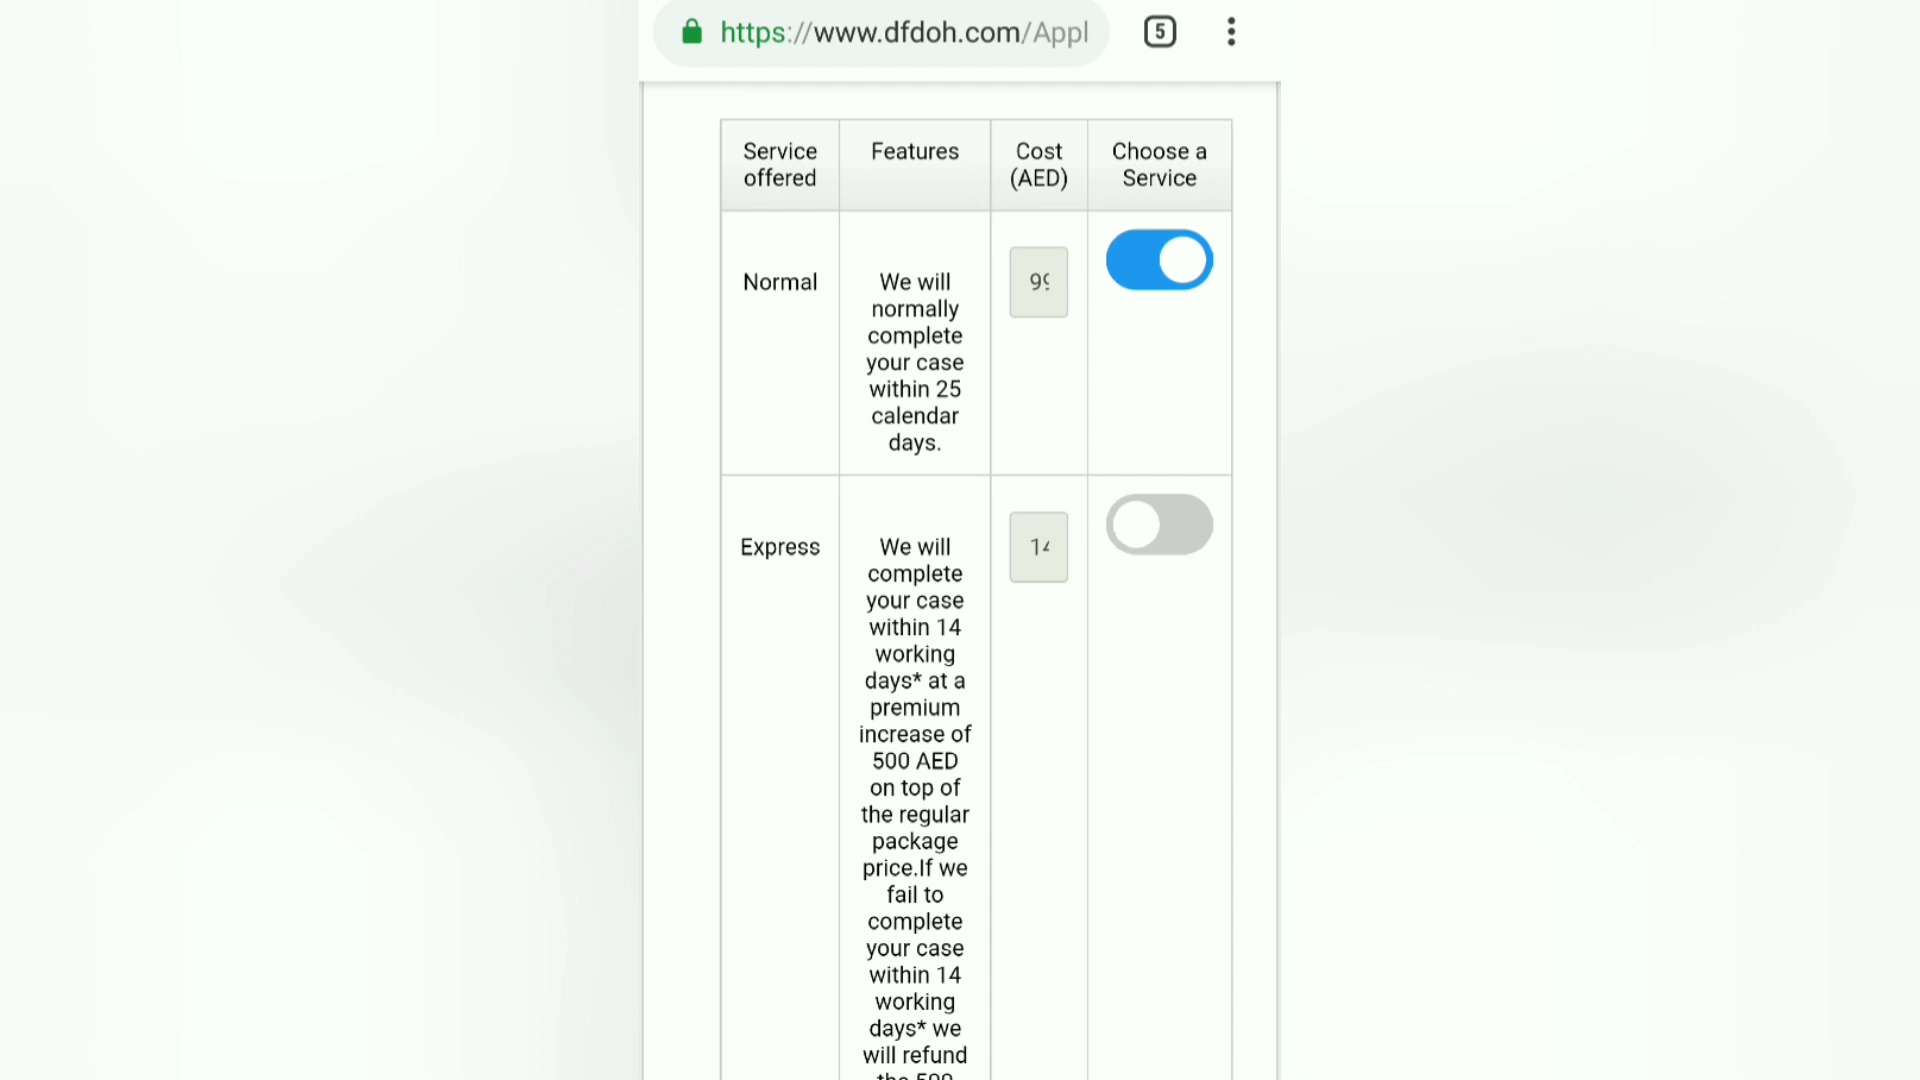 https://www.dfdoh.com/Appl
5
Service
offered
Features
Cost
(AED)
Choose a
Service
Normal
We will
normally
complete
your case
within 25
calendar
days.
Express
We will
complete
your case
within 14
working
days* at a
premium
increase of
500 AED
on top of
the regular
package
price.If we
fail to
complete
your case
within 14
working
days* we
will refund
the 500